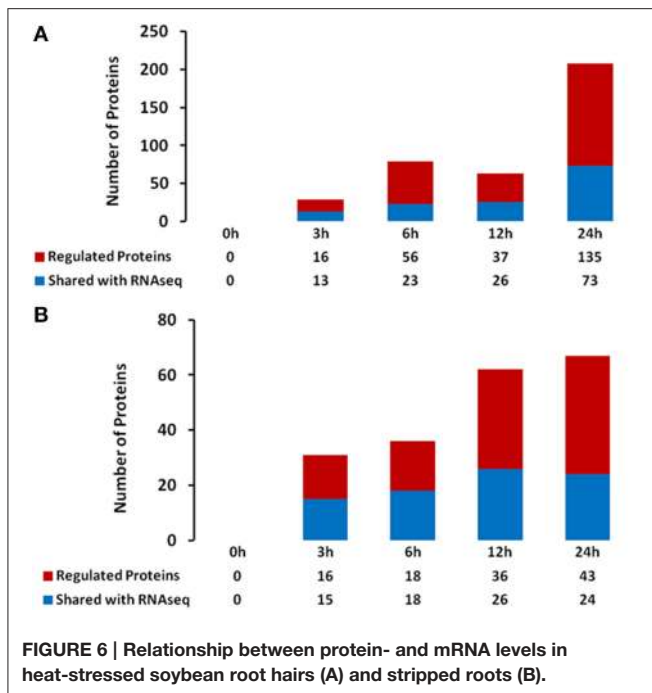 A
Number of Proteins
250
200
150
100
50
0
0h 3h 6h 12h 24h
Regulated Proteins 0 16 56 37 135
Shared with RNAseq 0 13 23 26 73
B
Number of Proteins
80
60
40
20
0
0h 3h 6h 12h 24h
Regulated Proteins 0 16 18 36 43
Shared with RNAseq 0 15 18 26 24
FIGURE 6 | Relationship between protein- and mRNA levels in
heat-stressed soybean root hairs (A) and stripped roots (B).